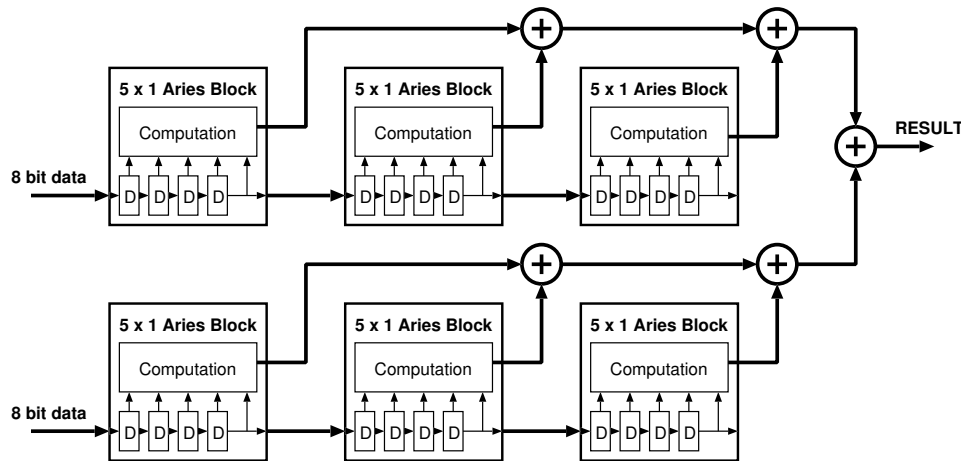 5 x 1 Aries Block 5 x 1 Aries Block 5 x 1 Aries Block
Computation Computation Computation
RESULT
8 bit data
D D D D D D D D D D D D
5 x 1 Aries Block 5 x 1 Aries Block 5 x 1 Aries Block
Computation Computation Computation
8 bit data
D D D D D D D D D D D D